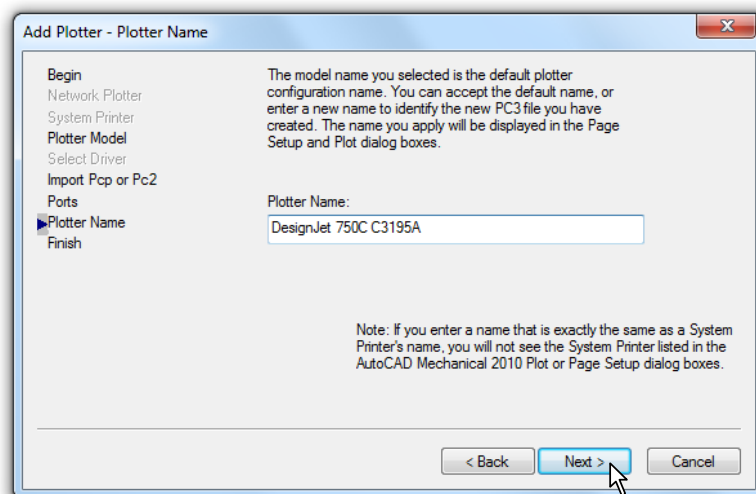 Add Plotter - Plotter Name
Begin
Network Plotter
System Printer
Plotter Model
Select Driver
Import Pcp or Pc2
Ports
Plotter Name
Finish
The model name you selected is the default plotter
configuration name. You can accept the default name, or
enter a new name to identify the new PC3 file you have
created. The name you apply will be displayed in the Page
Setup and Plot dialog boxes.
Plotter Name:
DesignJet 750C C3195A
Note: If you enter a name that is exactly the same as a System
Printer's name, you will not see the System Printer listed in the
AutoCAD Mechanical 2010 Plot or Page Setup dialog boxes.
< Back
Next >
Cancel